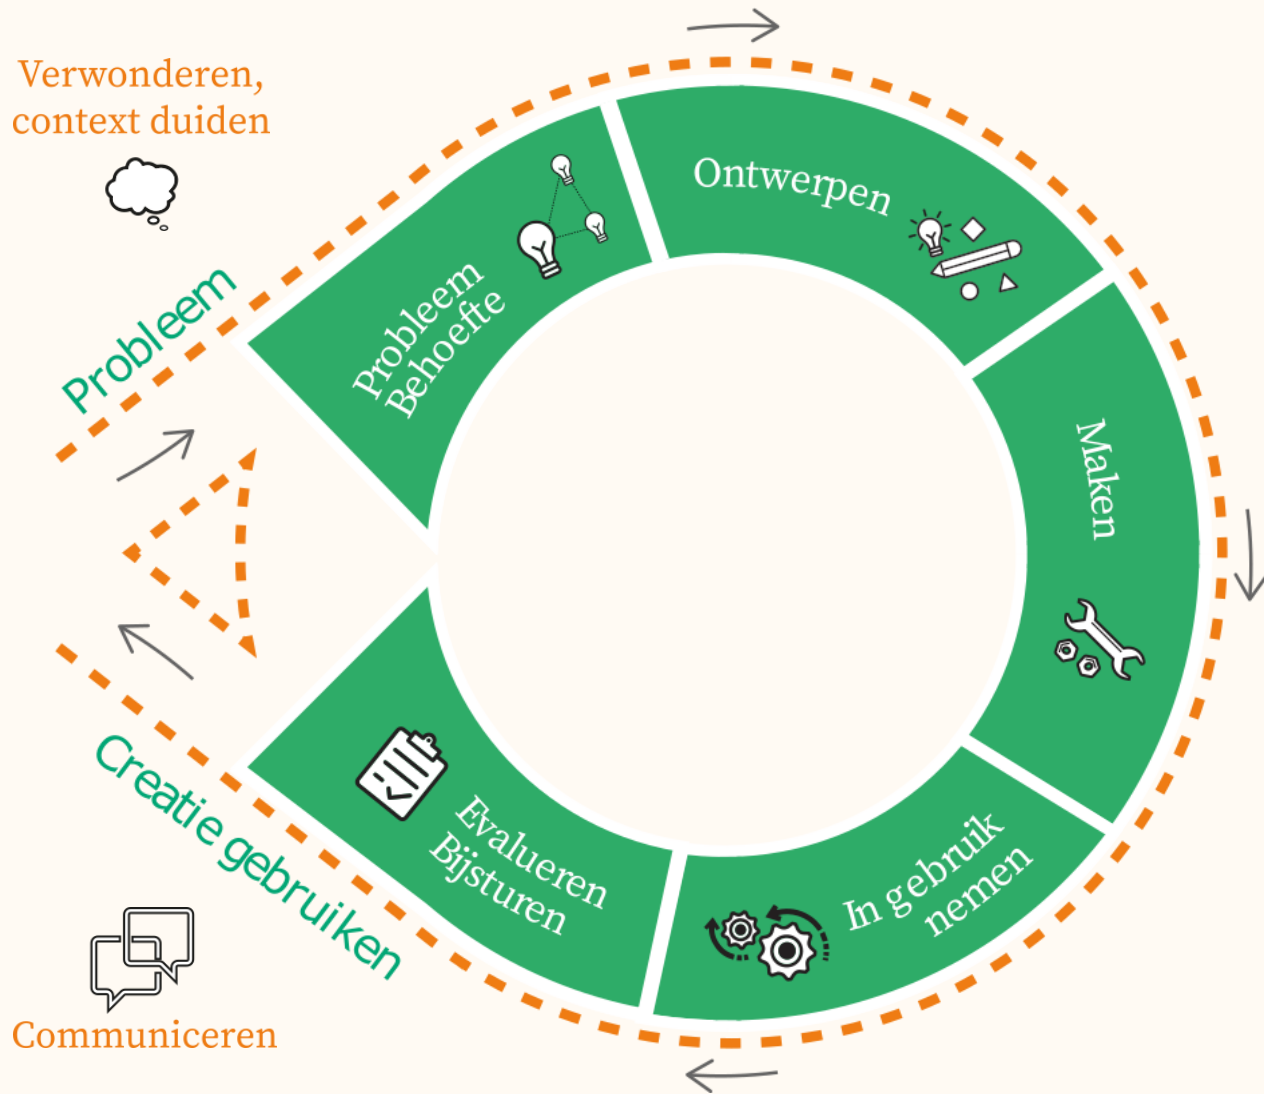 Verwonderen,
context duiden
Probleem
Probleem
Behoefte
Ontwerpen
Maken
In gebruik
nemen
Evalueren
Bijsturen
Creatie gebruiken
Communiceren